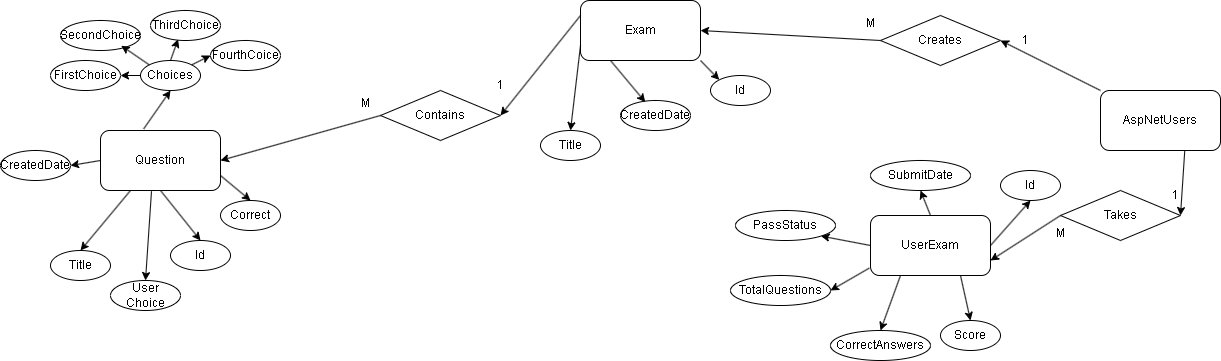 ThirdChoice
SecondChoice
FourthCoice
FirstChoice
Choices
Exam
M
Creates
1
Id
CreatedDate
Title
1
M
Contains
AspNetUsers
Question
CreatedDate
Correct
Title
Id
User
Choice
SubmitDate
Id
1
Takes
M
PassStatus
UserExam
TotalQuestions
CorrectAnswers
Score